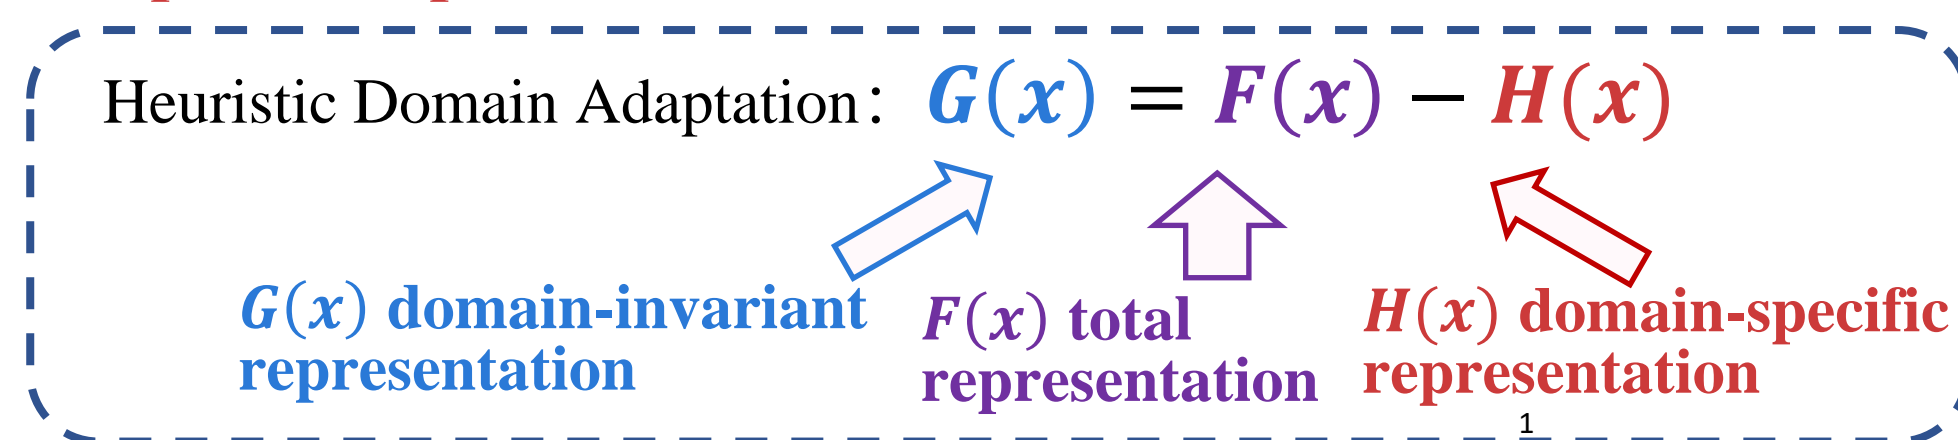 Heuristic Domain Adaptation: G(x) = F(x) − H(x)
G(x) domain-invariant
representation
F(x) total
representation
H(x) domain-specific
representation
1